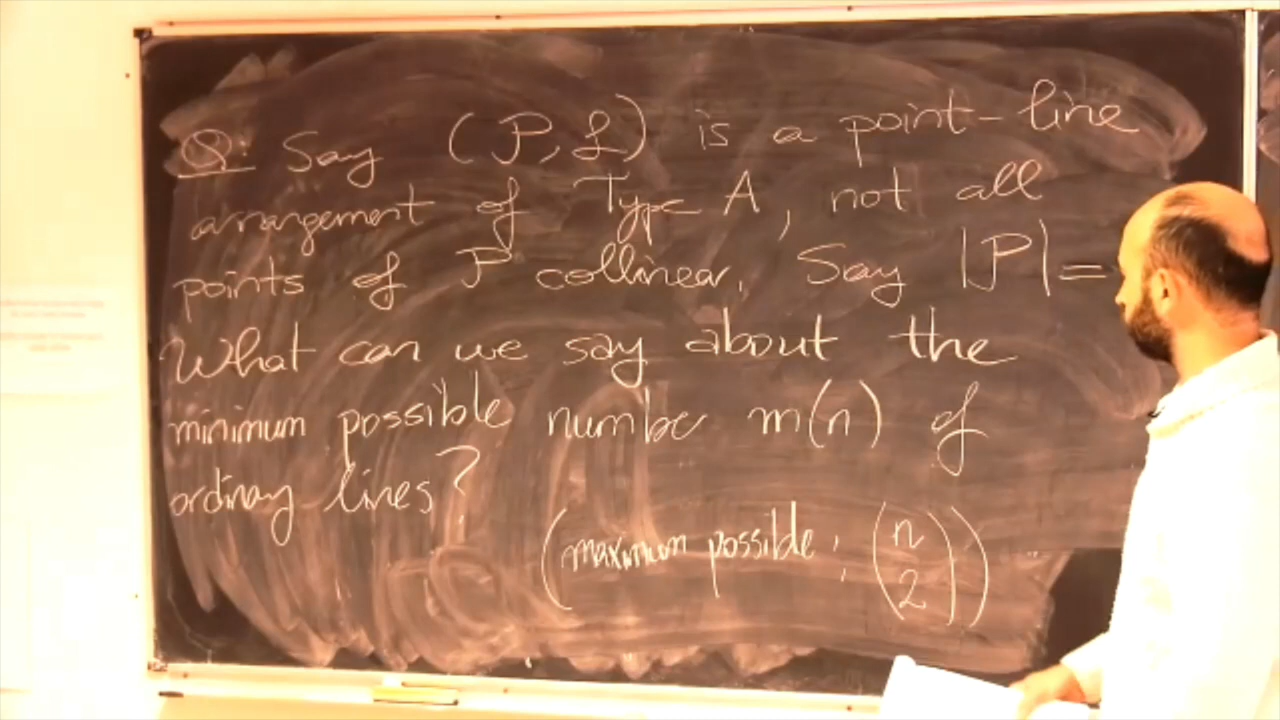 Q: Say (P, L) is a point-line
arrangement of Type A, not all
points of P collinear. Say |P|=
What can we say about the
minimum possible number m(n) of
ordinary lines?
(maximum possible: (n 2))